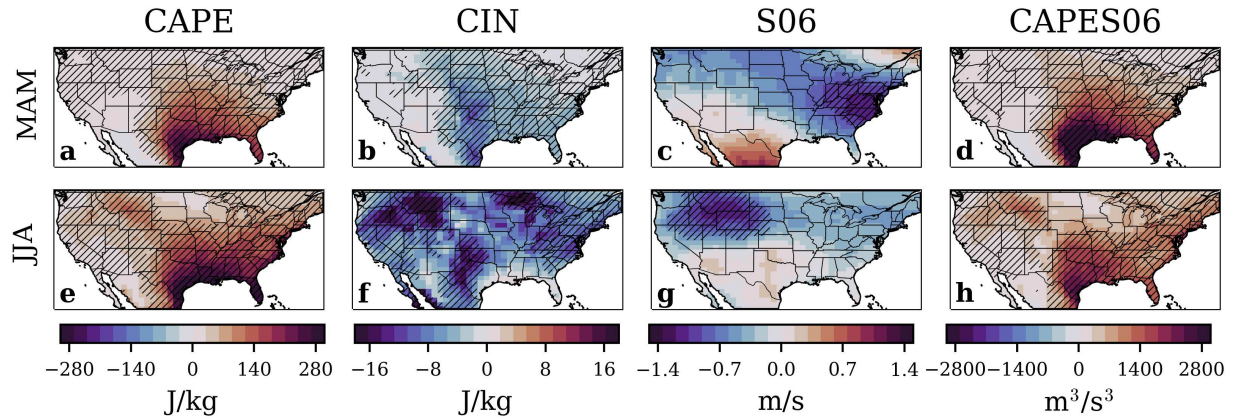 CAPE CIN S06 CAPES06
MAM
a b c d
JJA
e f g h
−280 −140 0 140 280 −16 −8 0 8 16 −1.4 −0.7 0.0 0.7 1.4 −2800 −1400 0 1400 2800
J/kg J/kg m/s m³/s³